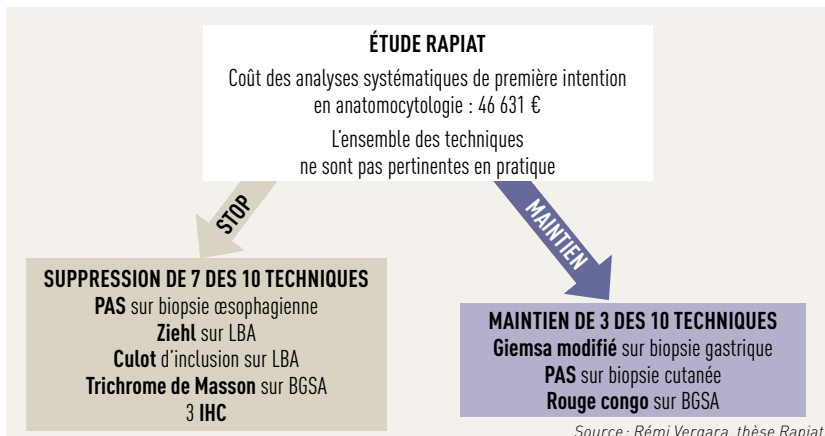 ÉTUDE RAPIAT
Coût des analyses systématiques de première intention
en anatomocytologie : 46 631 €
L'ensemble des techniques
ne sont pas pertinentes en pratique
STOP
MAINTIEN
SUPPRESSION DE 7 DES 10 TECHNIQUES
PAS sur biopsie œsophagienne
Ziehl sur LBA
Culot d'inclusion sur LBA
Trichrome de Masson sur BGSA
3 IHC
MAINTIEN DE 3 DES 10 TECHNIQUES
Giemsa modifié sur biopsie gastrique
PAS sur biopsie cutanée
Rouge congo sur BGSA
Source : Rémi Vergara, thèse Rapiat